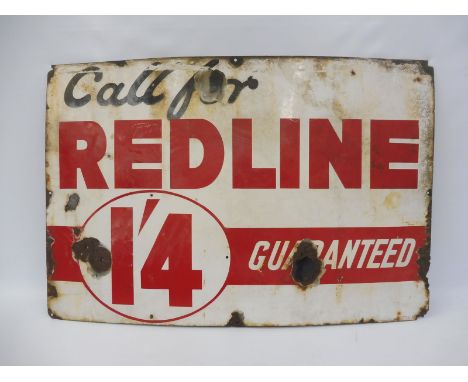 Call for
REDLINE
1'4
GUARANTEED